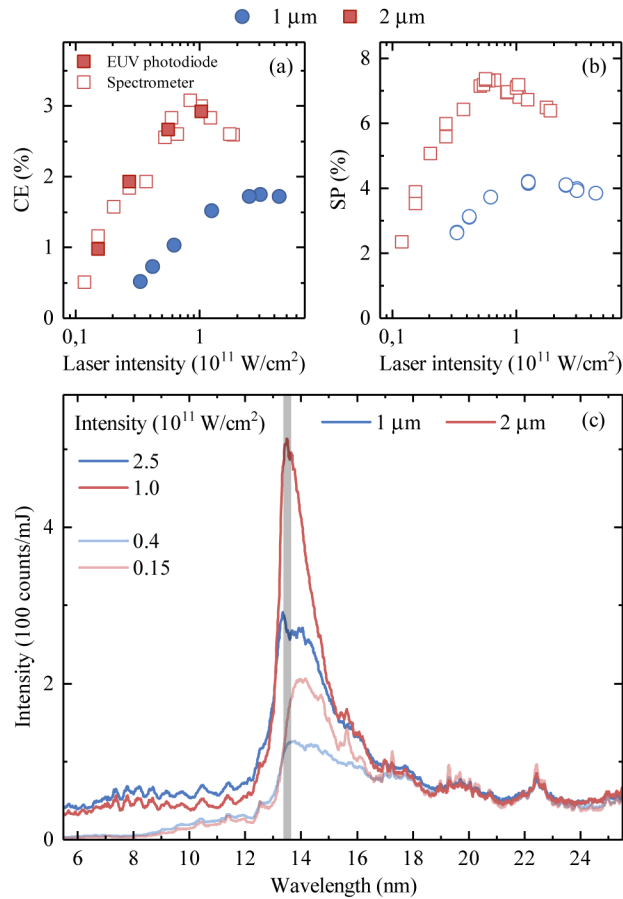 1 μm 2 μm
(a)
EUV photodiode
Spectrometer
CE (%)
3
2
1
0
0,1 1
Laser intensity (10¹¹ W/cm²)
(b)
SP (%)
8
6
4
2
0
0,1 1
Laser intensity (10¹¹ W/cm²)
Intensity (10¹¹ W/cm²) 1 μm 2 μm (c)
2.5
1.0
0.4
0.15
Intensity (100 counts/mJ)
4
2
0
6 8 10 12 14 16 18 20 22 24
Wavelength (nm)